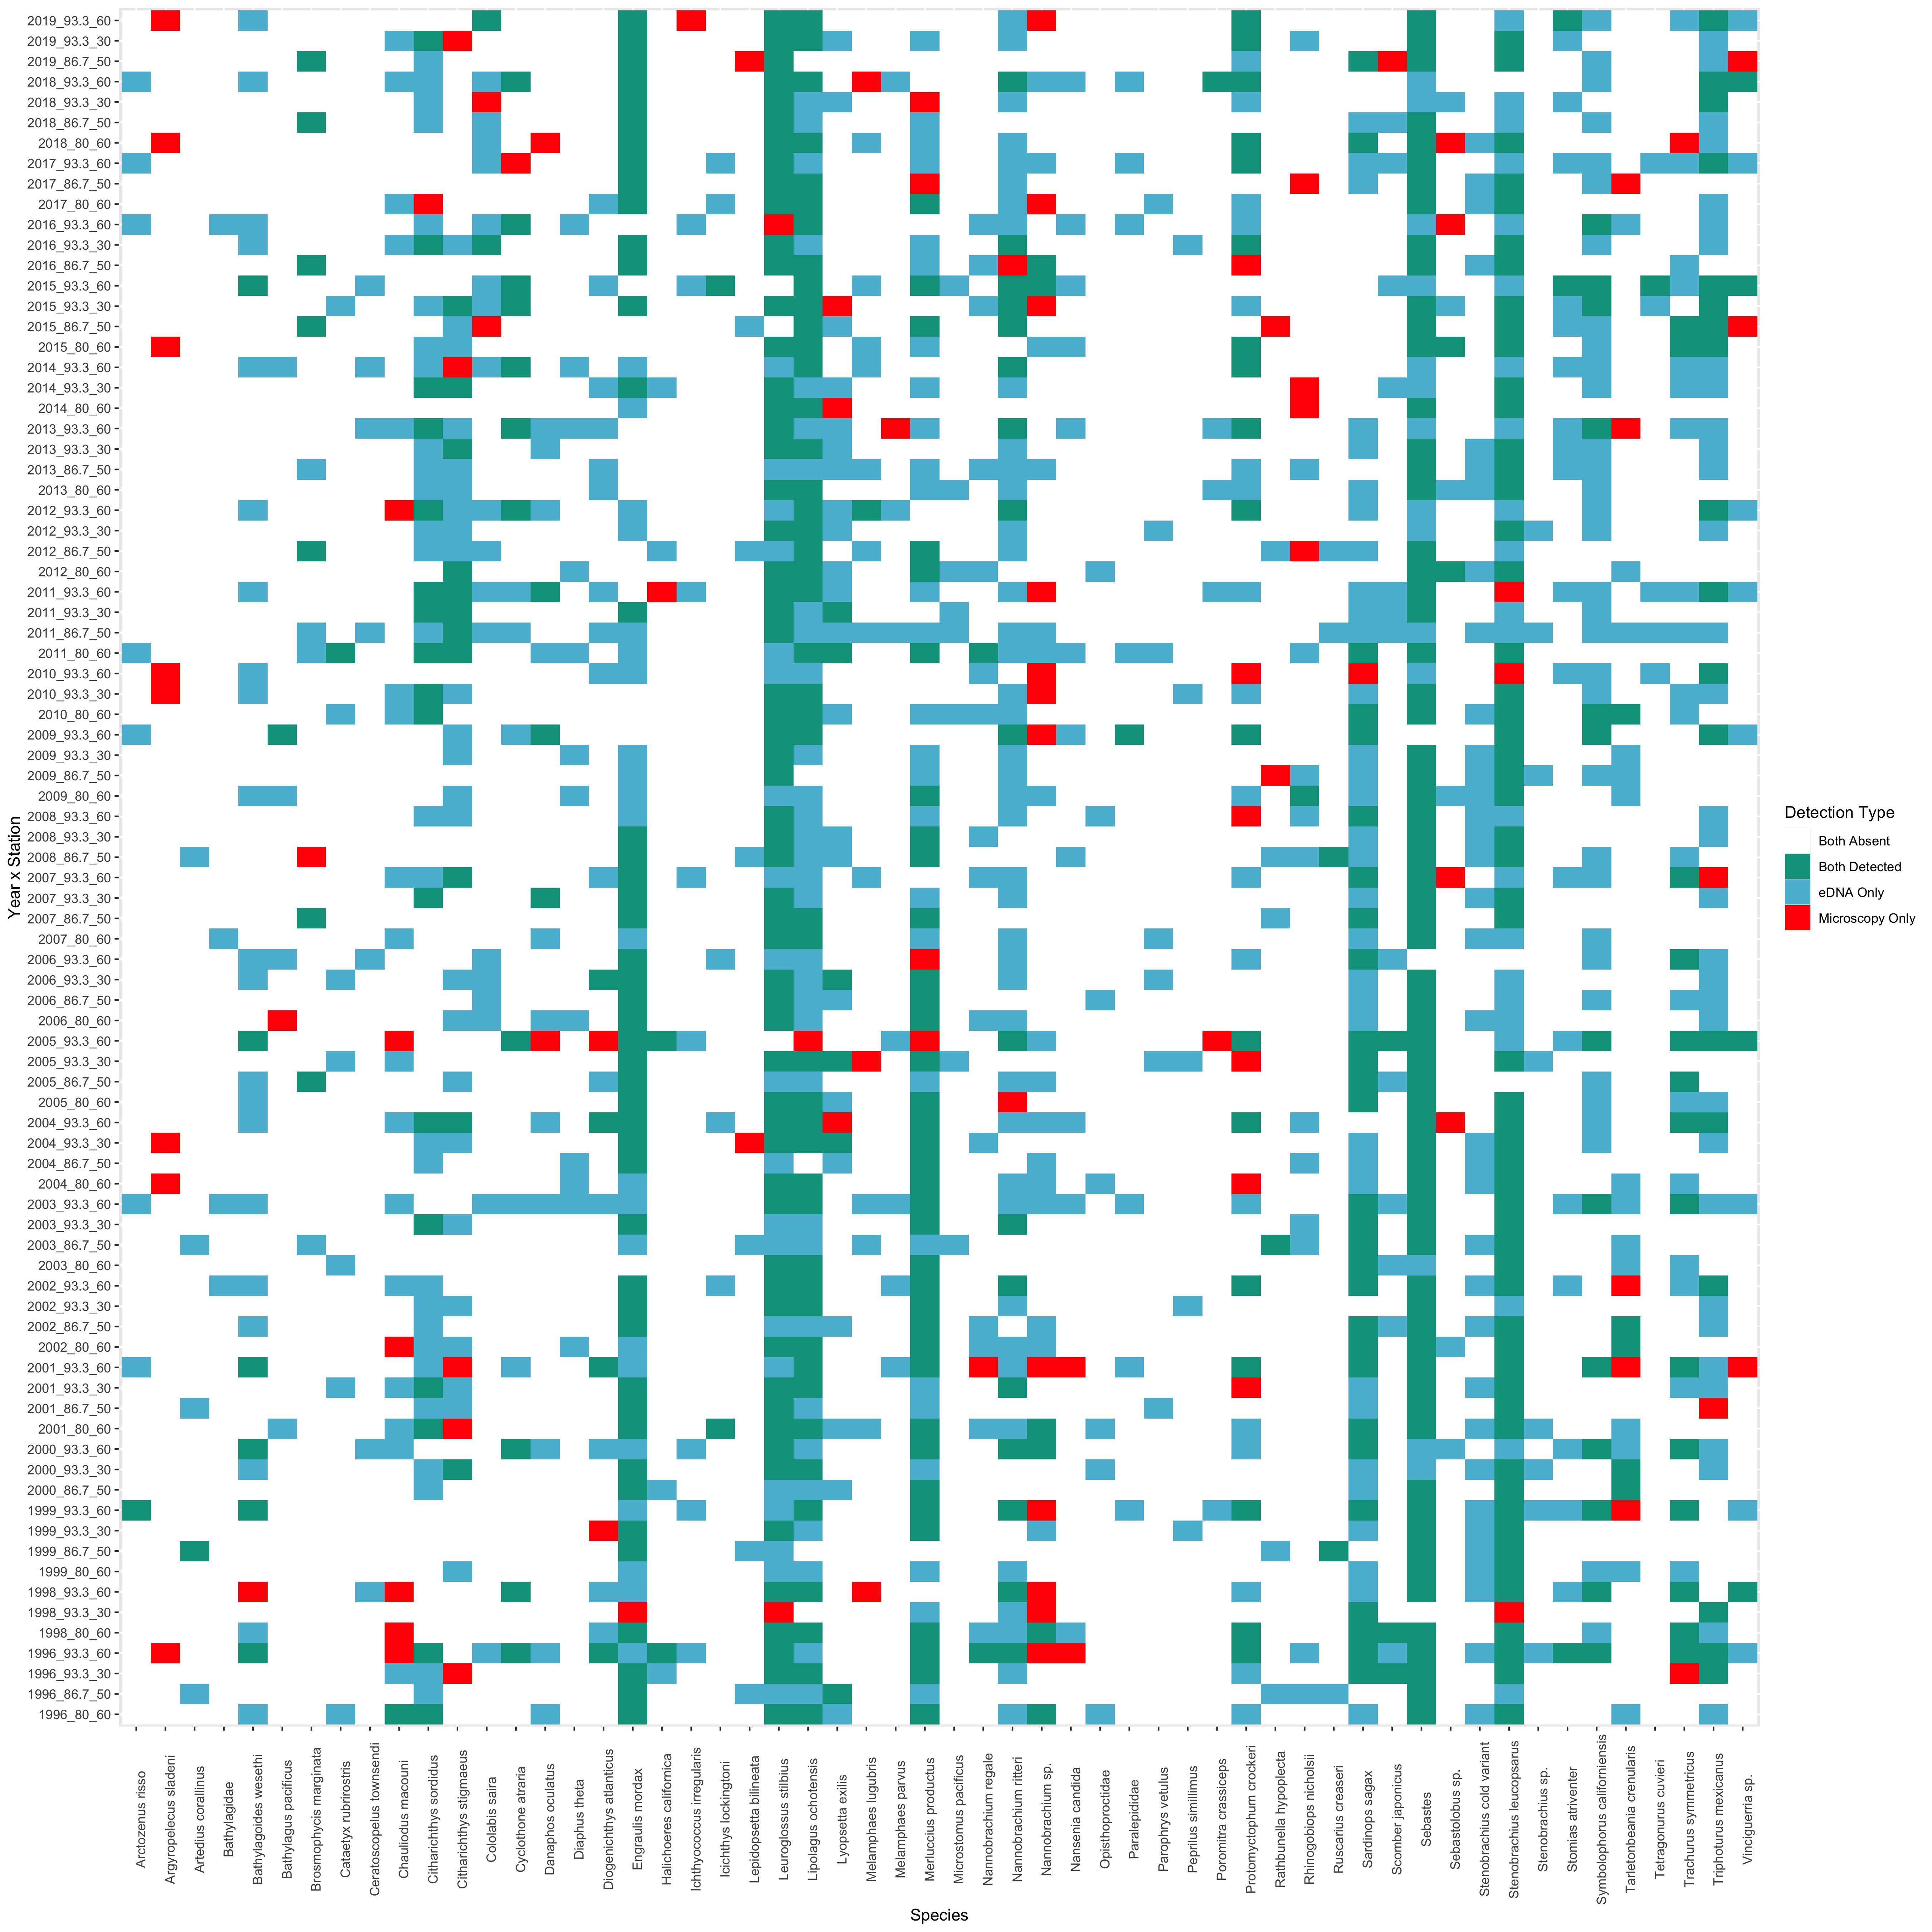 Year x Station
2019_93.3_60
2019_93.3_30
2019_86.7_50
2018_93.3_60
2018_93.3_30
2018_86.7_50
2018_80_60
2017_93.3_60
2017_86.7_50
2017_80_60
2016_93.3_60
2016_93.3_30
2016_86.7_50
2015_93.3_60
2015_93.3_30
2015_86.7_50
2015_80_60
2014_93.3_60
2014_93.3_30
2014_80_60
2013_93.3_60
2013_93.3_30
2013_86.7_50
2013_80_60
2012_93.3_60
2012_93.3_30
2012_86.7_50
2012_80_60
2011_93.3_60
2011_93.3_30
2011_86.7_50
2011_80_60
2010_93.3_60
2010_93.3_30
2010_80_60
2009_93.3_60
2009_93.3_30
2009_86.7_50
2009_80_60
2008_93.3_60
2008_93.3_30
2008_86.7_50
2007_93.3_60
2007_93.3_30
2007_86.7_50
2007_80_60
2006_93.3_60
2006_93.3_30
2006_86.7_50
2006_80_60
2005_93.3_60
2005_93.3_30
2005_86.7_50
2005_80_60
2004_93.3_60
2004_93.3_30
2004_86.7_50
2004_80_60
2003_93.3_60
2003_93.3_30
2003_86.7_50
2003_80_60
2002_93.3_60
2002_93.3_30
2002_86.7_50
2002_80_60
2001_93.3_60
2001_93.3_30
2001_86.7_50
2001_80_60
2000_93.3_60
2000_93.3_30
2000_86.7_50
1999_93.3_60
1999_93.3_30
1999_86.7_50
1999_80_60
1998_93.3_60
1998_93.3_30
1998_80_60
1996_93.3_60
1996_93.3_30
1996_86.7_50
1996_80_60
Arctozenus risso
Argyropelecus sladeni
Artedius corallinus
Bathylagidae
Bathylagoides wesethi
Bathylagus pacificus
Brosmophycis marginata
Cataetyx rubrirostris
Ceratoscopelus townsendi
Chauliodus macouni
Citharichthys sordidus
Citharichthys stigmaeus
Cololabis saira
Cyclothone atraria
Danaphos oculatus
Diaphus theta
Diogenichthys atlanticus
Engraulis mordax
Halichoeres californica
Ichthyococcus irregularis
Icichthys lockingtoni
Lepidopsetta bilineata
Leuroglossus stilbius
Lipolagus ochotensis
Lyopsetta exilis
Melamphaes lugubris
Melamphaes parvus
Merluccius productus
Microstomus pacificus
Nannobrachium regale
Nannobrachium ritteri
Nannobrachium sp.
Nansenia candida
Opisthoproctidae
Paralepididae
Parophrys vetulus
Peprilus simillimus
Poromitra crassiceps
Protomyctophum crockeri
Rathbunella hypoplecta
Rhinogobiops nicholsii
Ruscarius creaseri
Sardinops sagax
Scomber japonicus
Sebastes
Sebastolobus sp.
Stenobrachius cold variant
Stenobrachius leucopsarus
Stenobrachius sp.
Stomias atriventer
Symbolophorus californiensis
Tarletonbeania crenularis
Tetragonurus cuvieri
Trachurus symmetricus
Triphoturus mexicanus
Vinciguerria sp.
Species
Detection Type
Both Absent
Both Detected
eDNA Only
Microscopy Only